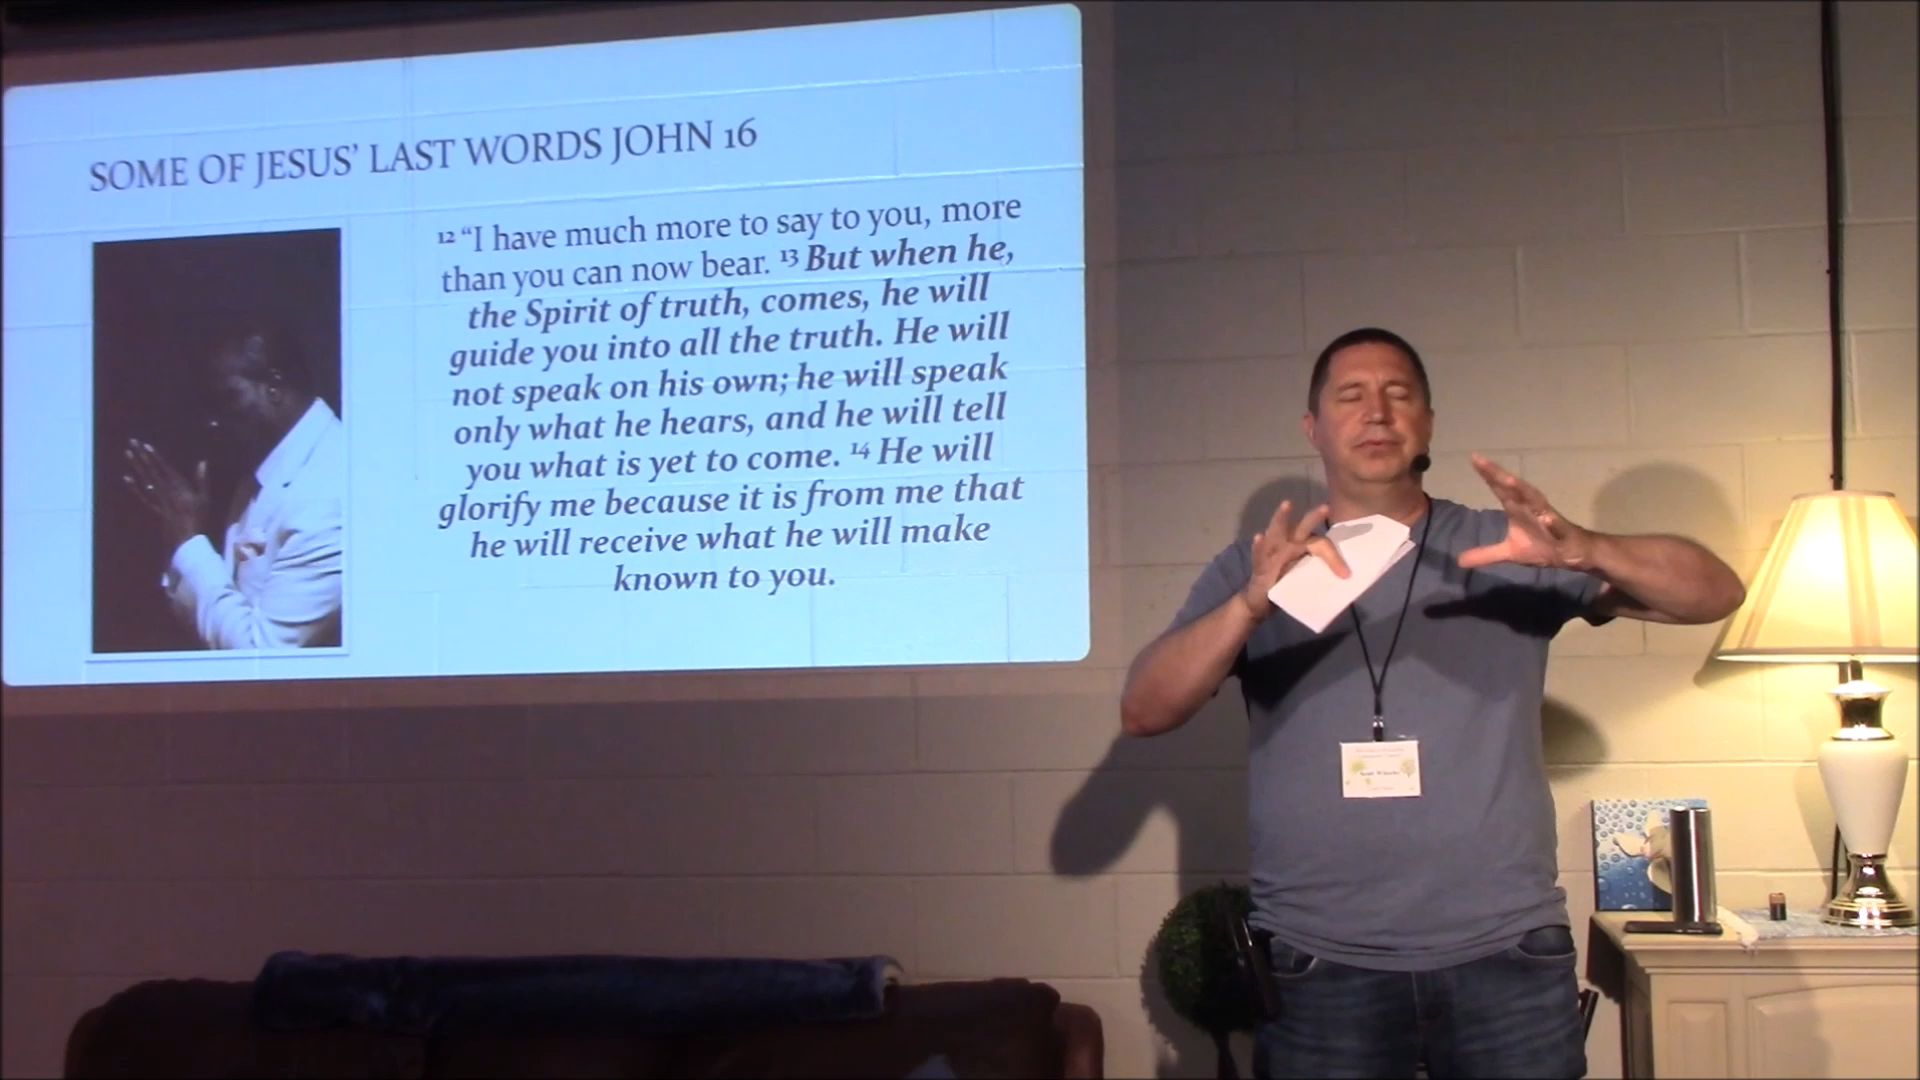 SOME OF JESUS’ LAST WORDS JOHN 16
12 “I have much more to say to you, more
than you can now bear. 13 But when he,
the Spirit of truth, comes, he will
guide you into all the truth. He will
not speak on his own; he will speak
only what he hears, and he will tell
you what is yet to come. 14 He will
glorify me because it is from me that
he will receive what he will make
known to you.